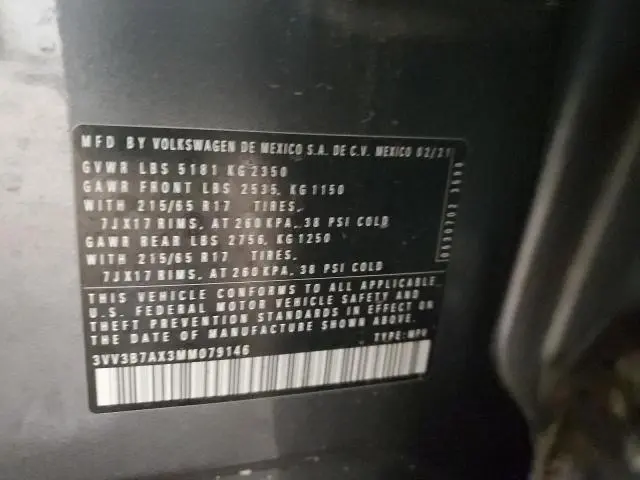 MFD BY VOLKSWAGEN DE MEXICO S.A. DE C.V. MEXICO 02/21
GVWR LBS 5181 KG 2350
GAWR FRONT LBS 2535, KG 1150
WITH 215/65 R17 TIRES,
7JX17 RIMS, AT 260 KPA, 38 PSI COLD
GAWR REAR LBS 2756, KG 1250
WITH 215/65 R17 TIRES,
7JX17 RIMS, AT 260 KPA, 38 PSI COLD
THIS VEHICLE CONFORMS TO ALL APPLICABLE
U.S. FEDERAL MOTOR VEHICLE SAFETY AND
THEFT PREVENTION STANDARDS IN EFFECT ON
THE DATE OF MANUFACTURE SHOWN ABOVE.
3VV3B7AX3MM079146 TYPE: MPV